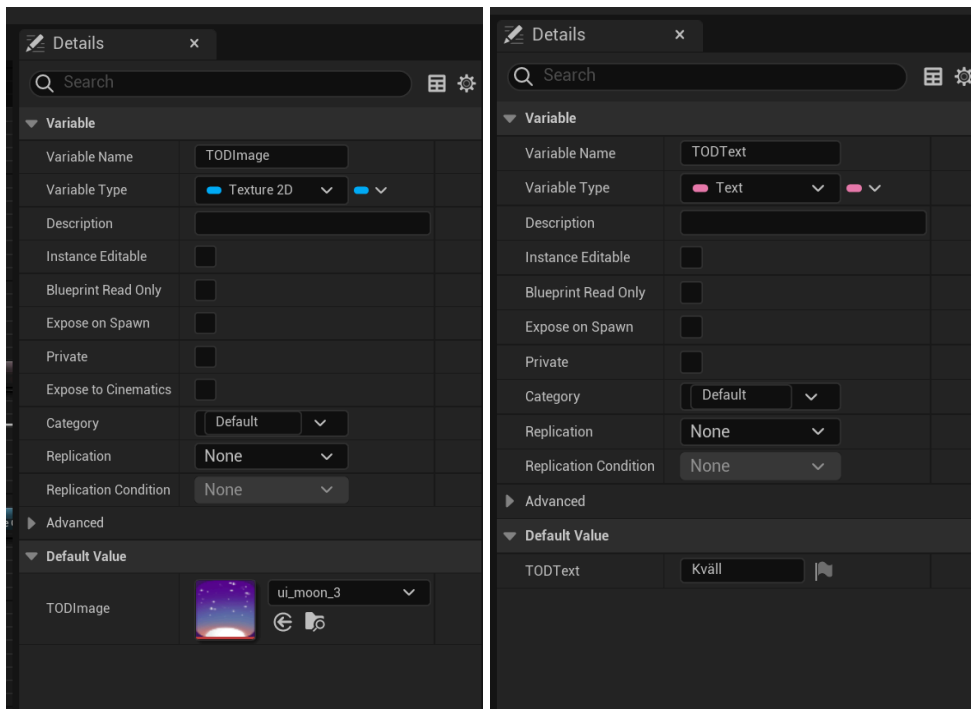 Details
Search
Variable
Variable Name TODImage
Variable Type Texture 2D
Description
Instance Editable
Blueprint Read Only
Expose on Spawn
Private
Expose to Cinematics
Category Default
Replication None
Replication Condition None
Advanced
Default Value
TODImage ui_moon_3
Details
Search
Variable
Variable Name TODText
Variable Type Text
Description
Instance Editable
Blueprint Read Only
Expose on Spawn
Private
Category Default
Replication None
Replication Condition None
Advanced
Default Value
TODText Kväll